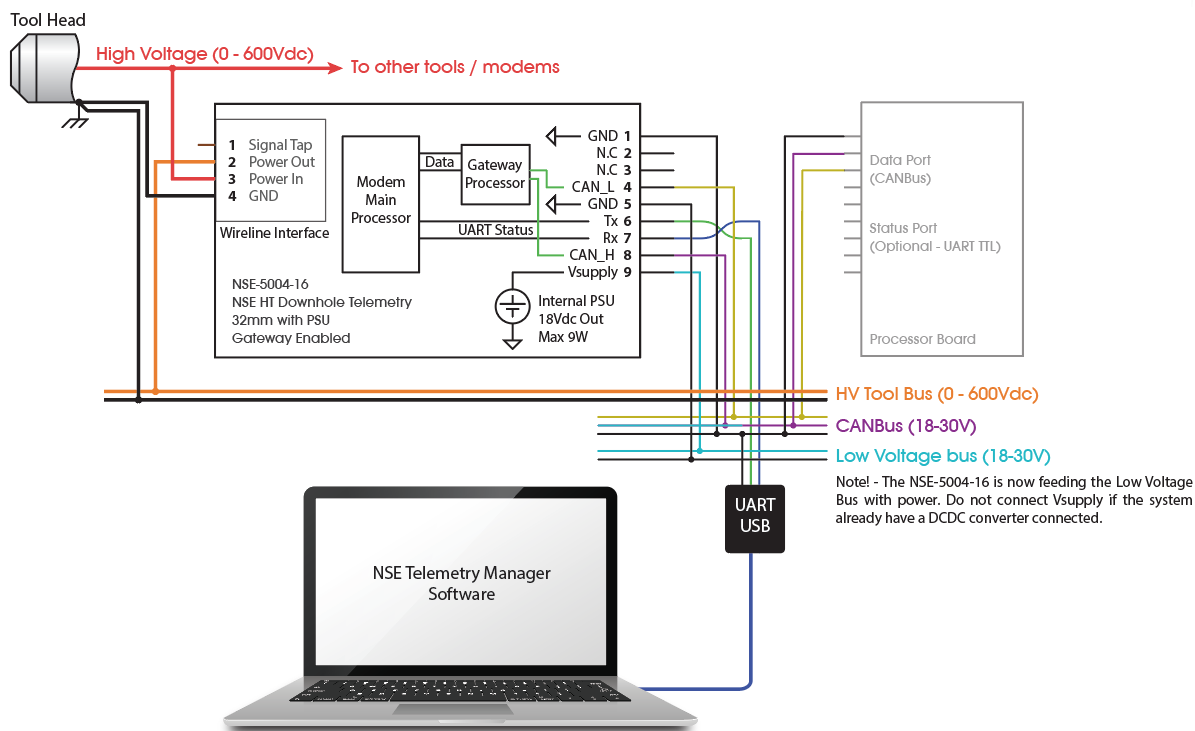 Tool Head
High Voltage (0 - 600Vdc)
To other tools / modems
1 Signal Tap
2 Power Out
3 Power In
4 GND
Wireline Interface
Modem
Main
Processor
Data
Gateway
Processor
UART Status
GND 1
N.C 2
N.C 3
CAN_L 4
GND 5
Tx 6
Rx 7
CAN_H 8
Vsupply 9
NSE-5004-16
NSE HT Downhole Telemetry
32mm with PSU
Gateway Enabled
Internal PSU
18Vdc Out
Max 9W
Data Port
(CANBus)
Status Port
(Optional - UART TTL)
Processor Board
HV Tool Bus (0 - 600Vdc)
CANBus (18-30V)
Low Voltage bus (18-30V)
Note! - The NSE-5004-16 is now feeding the Low Voltage
Bus with power. Do not connect Vsupply if the system
already have a DCDC converter connected.
UART
USB
NSE Telemetry Manager
Software